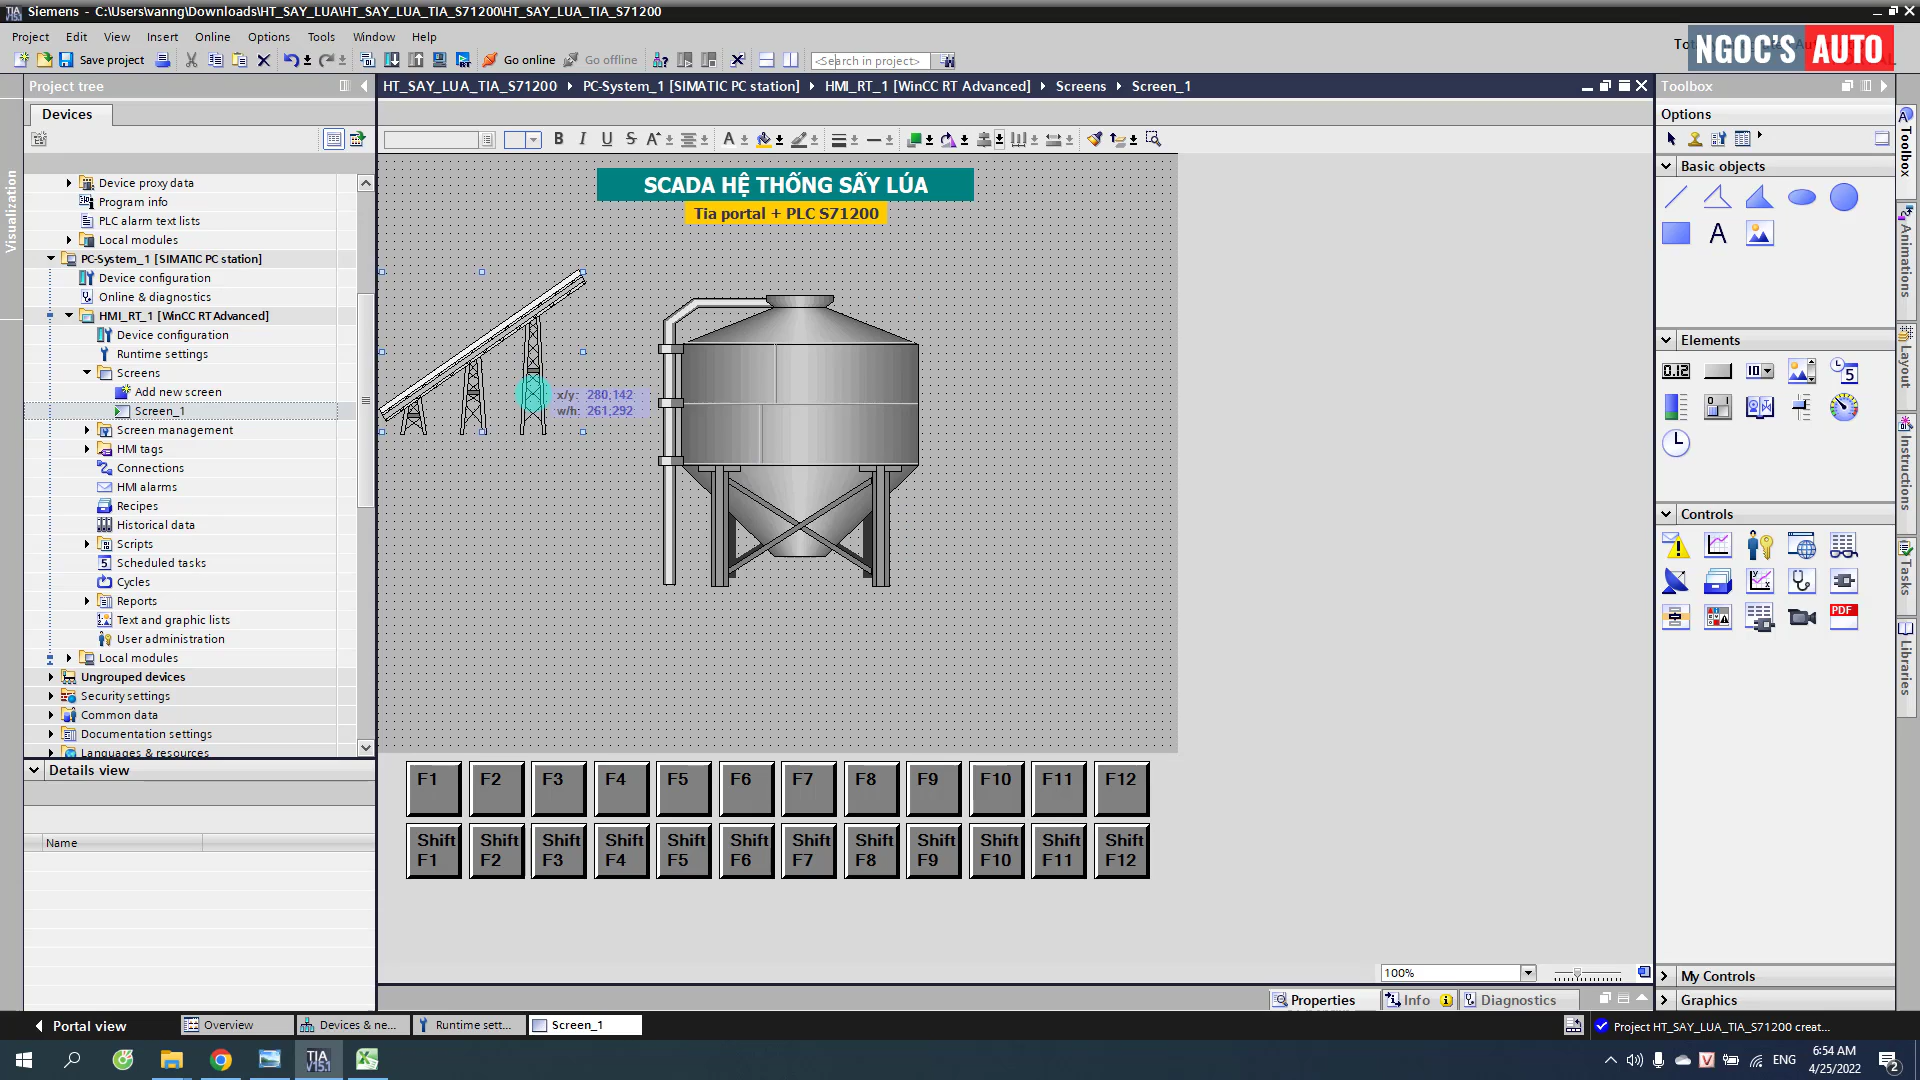 Siemens - C:\Users\vanng\Downloads\HT_SAY_LUA\HT_SAY_LUA_TIA_S71200\HT_SAY_LUA_TIA_S71200
Project Edit View Insert Online Options Tools Window Help
NGOC'S AUTO
Save project
Go online
Go offline
<Search in project>
Project tree
HT_SAY_LUA_TIA_S71200 PC-System_1 [SIMATIC PC station] HMI_RT_1 [WinCC RT Advanced] Screens Screen_1
Toolbox
Devices
Options
Visualization
B I U S A A
Basic objects
Device proxy data
Program info
PLC alarm text lists
Local modules
PC-System_1 [SIMATIC PC station]
Device configuration
Online & diagnostics
HMI_RT_1 [WinCC RT Advanced]
Device configuration
Runtime settings
Screens
Add new screen
Screen_1
Screen management
HMI tags
Connections
HMI alarms
Recipes
Historical data
Scripts
Scheduled tasks
Cycles
Reports
Text and graphic lists
User administration
Local modules
Ungrouped devices
Security settings
Common data
Documentation settings
Languages & resources
Details view
Name
SCADA HỆ THỐNG SẤY LÚA
Tia portal + PLC S71200
x/y: 280,142
w/h: 261,292
F1 F2 F3 F4 F5 F6 F7 F8 F9 F10 F11 F12
Shift Shift Shift Shift Shift Shift Shift Shift Shift Shift Shift Shift
F1 F2 F3 F4 F5 F6 F7 F8 F9 F10 F11 F12
A
Elements
0.12
10
5
Controls
PDF
My Controls
Graphics
Toolbox
Animations
Layout
Instructions
Tasks
Libraries
100%
Properties Info Diagnostics
Portal view Overview Devices & ne... Runtime sett... Screen_1
Project HT_SAY_LUA_TIA_S71200 creat...
TIA
V15.1
ENG
6:54 AM
4/25/2022
2